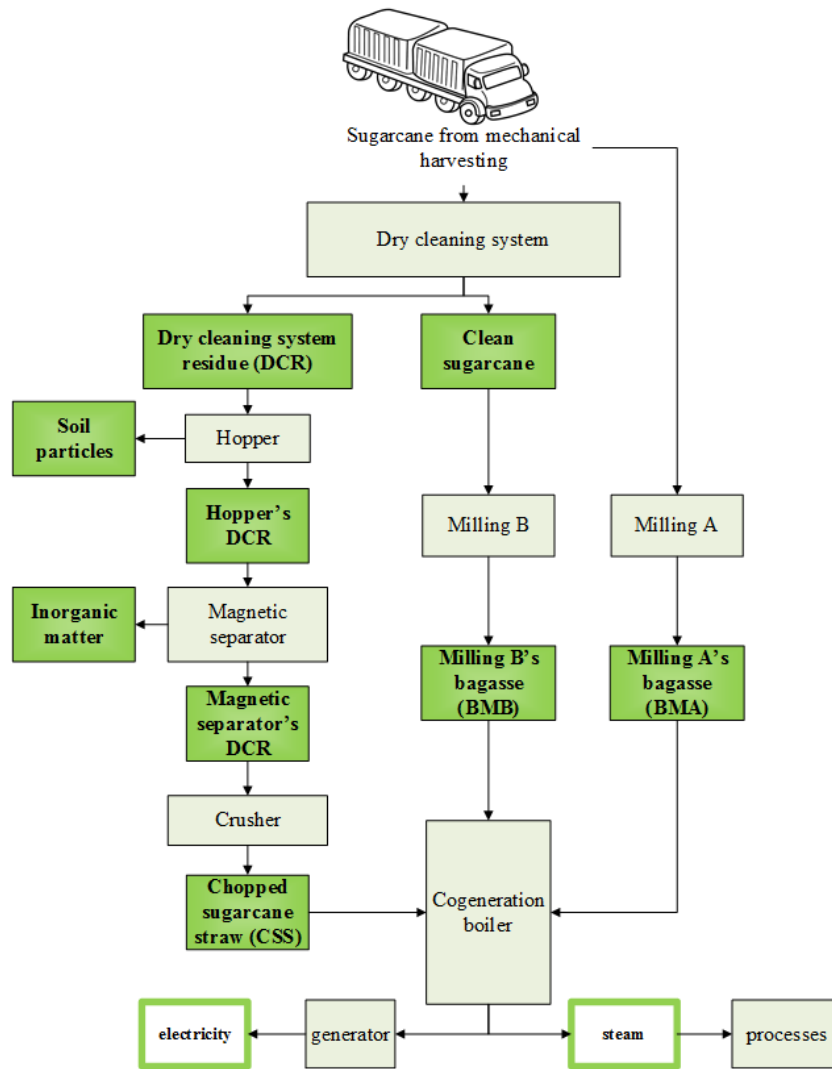 Sugarcane from mechanical
harvesting
Dry cleaning system
Dry cleaning system
residue (DCR)
Clean
sugarcane
Soil
particles
Hopper
Hopper’s
DCR
Milling B
Milling A
Inorganic
matter
Magnetic
separator
Milling B’s
bagasse
(BMB)
Milling A’s
bagasse
(BMA)
Magnetic
separator’s
DCR
Crusher
Chopped
sugarcane
straw (CSS)
Cogeneration
boiler
electricity
generator
steam
processes